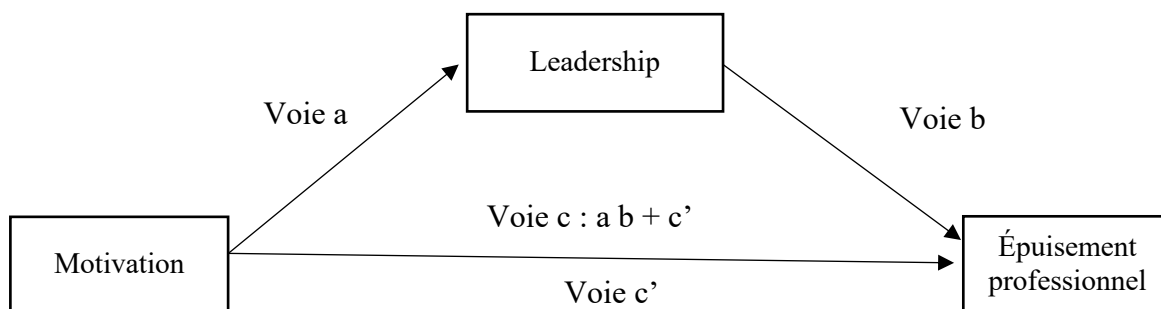 Leadership
Voie a
Voie b
Voie c : a b + c’
Motivation
Épuisement
professionnel
Voie c’